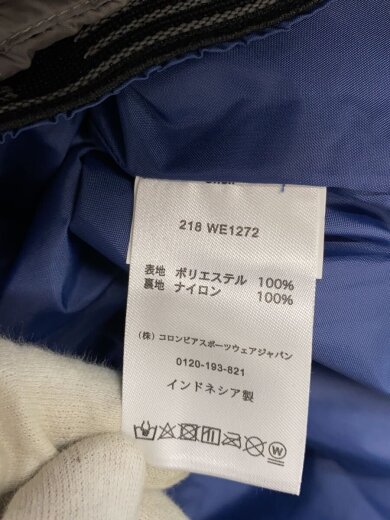 218 WE1272
表地 ポリエステル 100%
裏地 ナイロン 100%
(株) コロンビアスポーツウェアジャパン
0120-193-821
インドネシア製
W